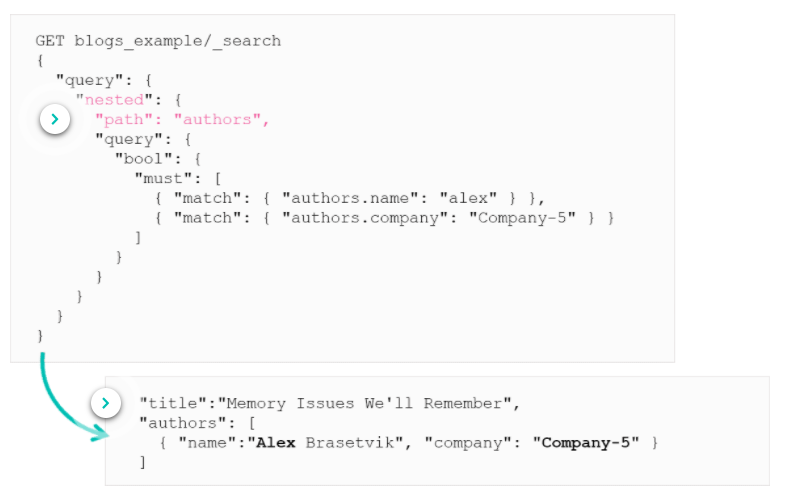 GET blogs_example/_search
{
  "query": {
    "nested": {
      "path": "authors",
      "query": {
        "bool": {
          "must": [
            { "match": { "authors.name": "alex" } },
            { "match": { "authors.company": "Company-5" } }
          ]
        }
      }
    }
  }
}
"title":"Memory Issues We'll Remember",
"authors": [
  { "name":"Alex Brasetvik", "company": "Company-5" }
]